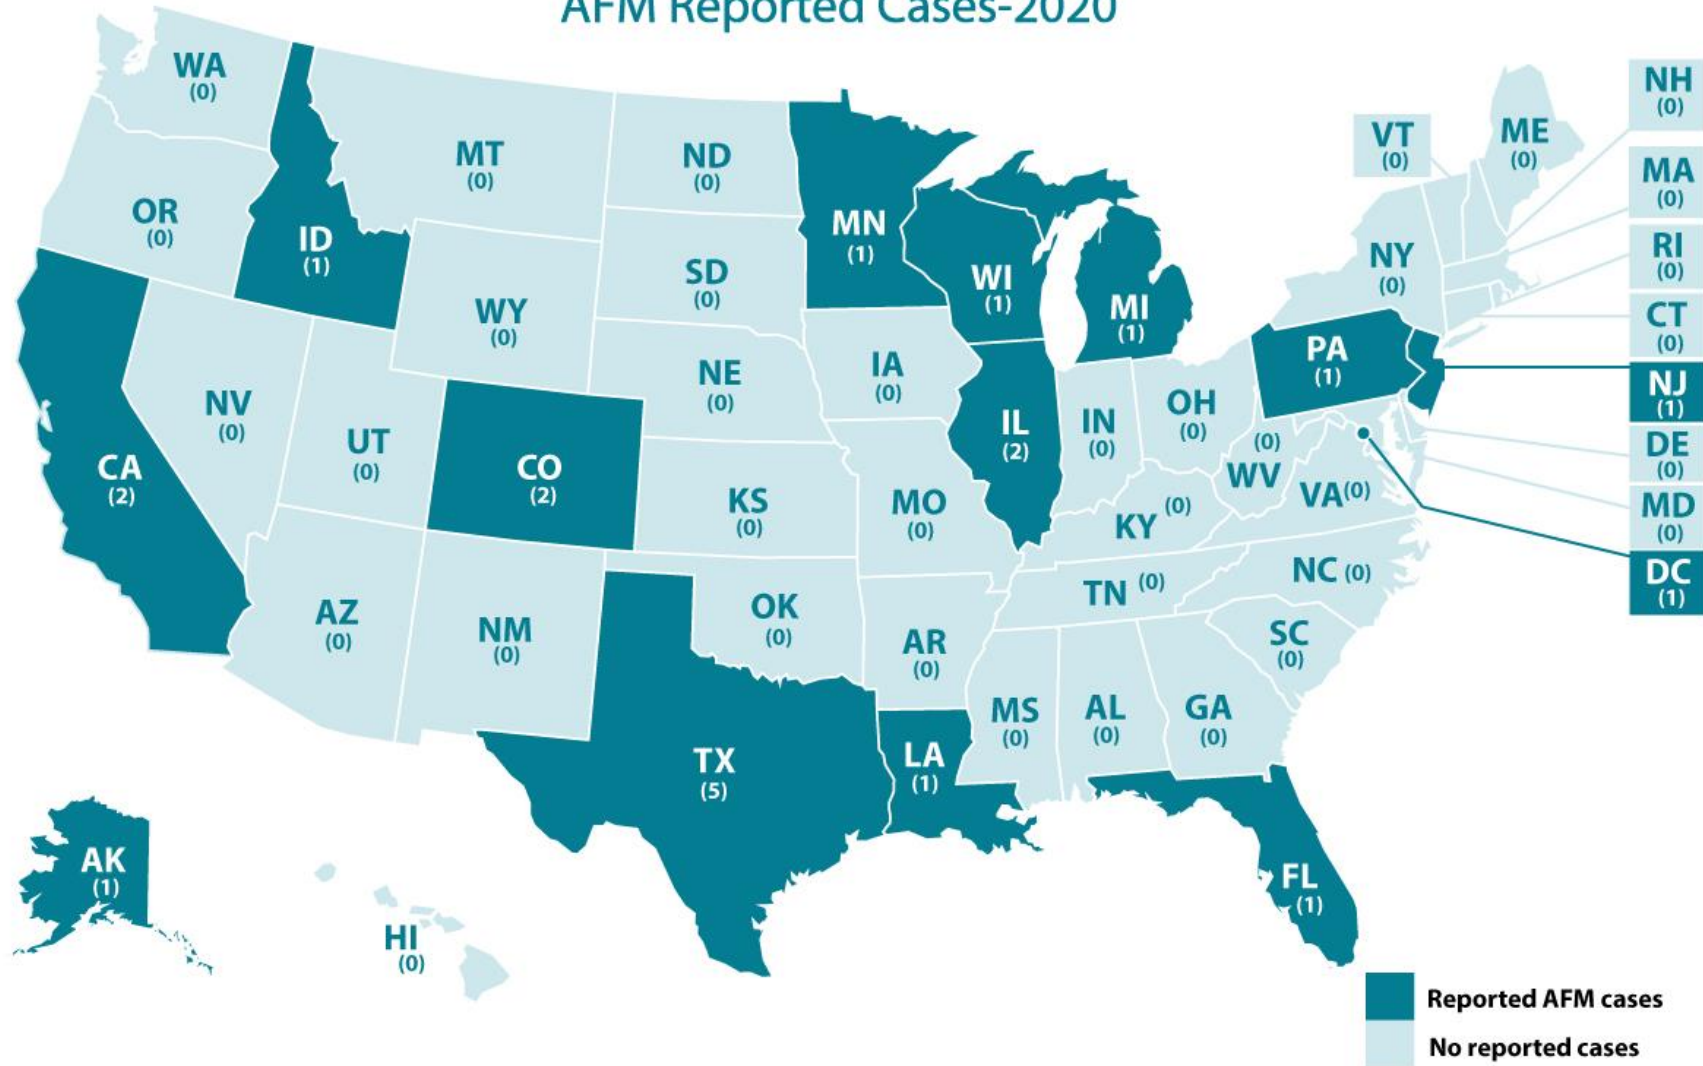 AFM Reported Cases-2020
WA
(0)
OR
(0)
ID
(1)
MT
(0)
ND
(0)
SD
(0)
WY
(0)
NE
(0)
NV
(0)
UT
(0)
CO
(2)
CA
(2)
KS
(0)
AZ
(0)
NM
(0)
OK
(0)
TX
(5)
MN
(1)
WI
(1)
MI
(1)
IA
(0)
IL
(2)
IN
(0)
OH
(0)
MO
(0)
KY (0)
(0)
WV
VA(0)
TN (0)
NC (0)
AR
(0)
SC
(0)
MS
(0)
AL
(0)
GA
(0)
LA
(1)
FL
(1)
AK
(1)
HI
(0)
PA
(1)
NY
(0)
VT
(0)
ME
(0)
NH
(0)
MA
(0)
RI
(0)
CT
(0)
NJ
(1)
DE
(0)
MD
(0)
DC
(1)
Reported AFM cases
No reported cases